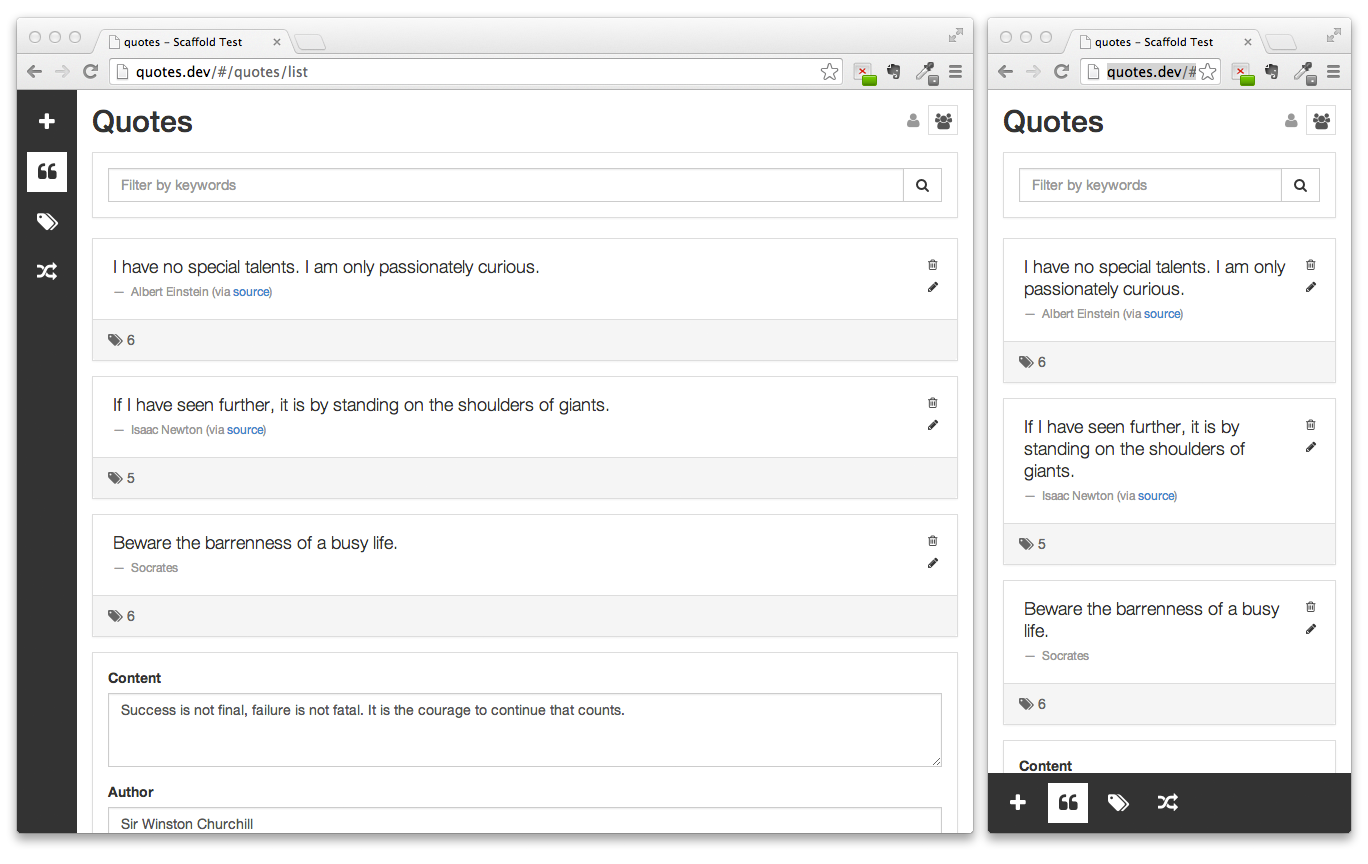 quotes – Scaffold Test
quotes.dev/#/quotes/list
Quotes
Filter by keywords
I have no special talents. I am only passionately curious.
— Albert Einstein (via source)
6
If I have seen further, it is by standing on the shoulders of giants.
— Isaac Newton (via source)
5
Beware the barrenness of a busy life.
— Socrates
6
Content
Success is not final, failure is not fatal. It is the courage to continue that counts.
Author
Sir Winston Churchill
quotes – Scaffold Test
quotes.dev/#
Quotes
Filter by keywords
I have no special talents. I am only
passionately curious.
— Albert Einstein (via source)
6
If I have seen further, it is by
standing on the shoulders of
giants.
— Isaac Newton (via source)
5
Beware the barrenness of a busy
life.
— Socrates
6
Content